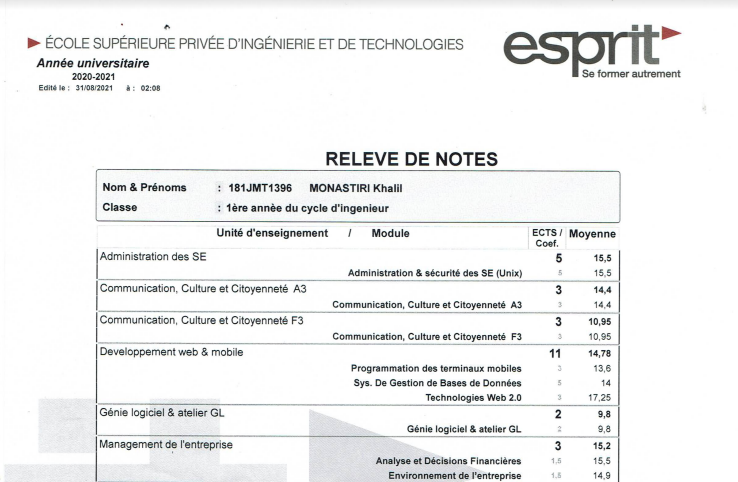 ÉCOLE SUPÉRIEURE PRIVÉE D'INGÉNIERIE ET DE TECHNOLOGIES
esprit
Se former autrement
Année universitaire
2020-2021
Edité le : 31/08/2021 à : 02:08
RELEVE DE NOTES
Nom & Prénoms : 181JMT1396 MONASTIRI Khalil
Classe : 1ère année du cycle d'ingenieur
Unité d'enseignement / Module ECTS / Coef. Moyenne
Administration des SE 5 15,5
Administration & sécurité des SE (Unix) 5 15,5
Communication, Culture et Citoyenneté A3 3 14,4
Communication, Culture et Citoyenneté A3 3 14,4
Communication, Culture et Citoyenneté F3 3 10,95
Communication, Culture et Citoyenneté F3 3 10,95
Developpement web & mobile 11 14,78
Programmation des terminaux mobiles 3 13,6
Sys. De Gestion de Bases de Données 5 14
Technologies Web 2.0 3 17,25
Génie logiciel & atelier GL 2 9,8
Génie logiciel & atelier GL 2 9,8
Management de l'entreprise 3 15,2
Analyse et Décisions Financières 1,5 15,5
Environnement de l'entreprise 1,5 14,9